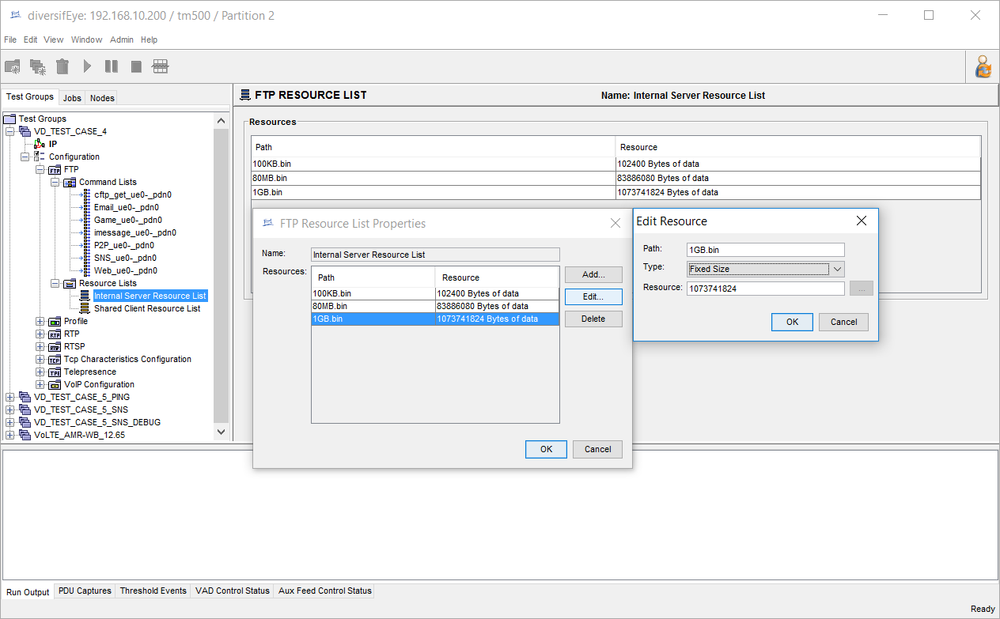 diversifEye: 192.168.10.200 / tm500 / Partition 2
File Edit View Window Admin Help
Test Groups Jobs Nodes
Test Groups
VD_TEST_CASE_4
IP
Configuration
FTP
Command Lists
cftp_get_ue0-_pdn0
Email_ue0-_pdn0
Game_ue0-_pdn0
imessage_ue0-_pdn0
P2P_ue0-_pdn0
SNS_ue0-_pdn0
Web_ue0-_pdn0
Resource Lists
Internal Server Resource List
Shared Client Resource List
Profile
RTP
RTSP
Tcp Characteristics Configuration
Telepresence
VoIP Configuration
VD_TEST_CASE_5_PING
VD_TEST_CASE_5_SNS
VD_TEST_CASE_5_SNS_DEBUG
VoLTE_AMR-WB_12.65
FTP RESOURCE LIST Name: Internal Server Resource List
Resources
Path Resource
100KB.bin 102400 Bytes of data
80MB.bin 83886080 Bytes of data
1GB.bin 1073741824 Bytes of data
FTP Resource List Properties
Name: Internal Server Resource List
Resources:
Path Resource
100KB.bin 102400 Bytes of data
80MB.bin 83886080 Bytes of data
1GB.bin 1073741824 Bytes of data
Add...
Edit...
Delete
OK Cancel
Edit Resource
Path: 1GB.bin
Type: Fixed Size
Resource: 1073741824 ...
OK Cancel
Run Output PDU Captures Threshold Events VAD Control Status Aux Feed Control Status
Ready